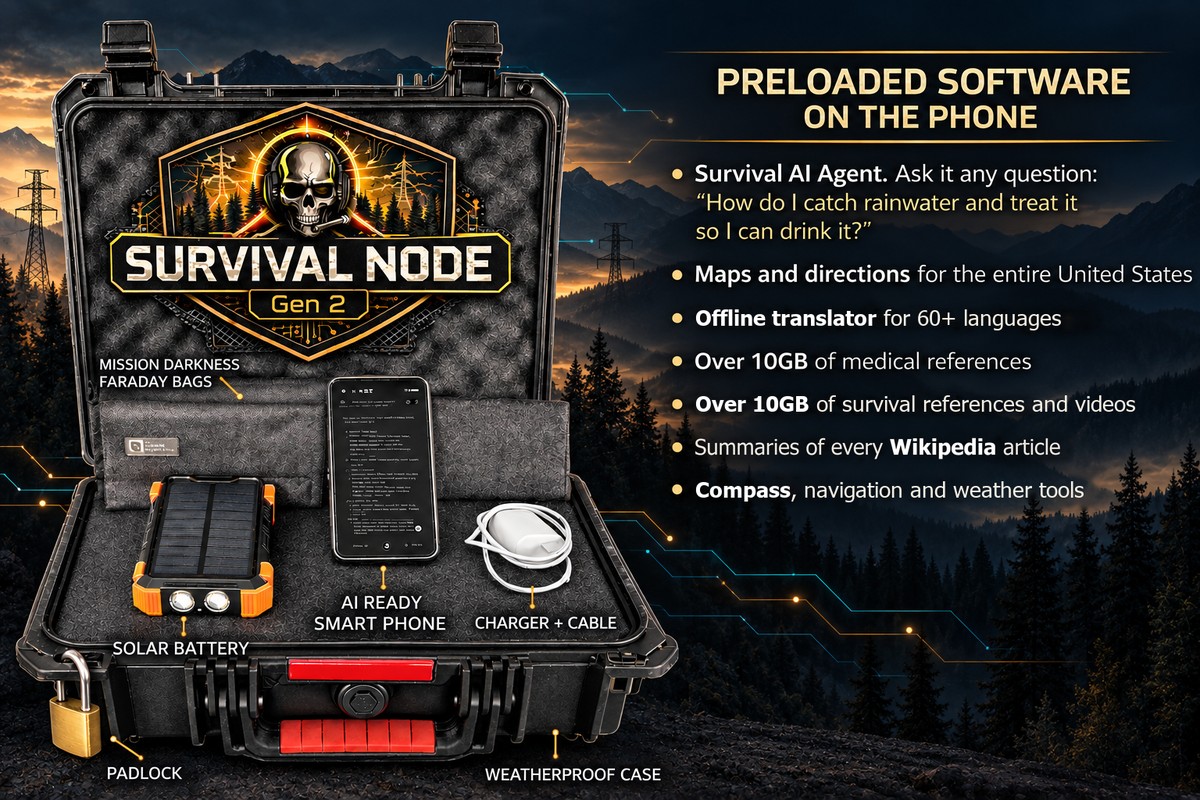 SURVIVAL NODE
Gen 2
MISSION DARKNESS
FARADAY BAGS
SOLAR BATTERY
AI READY
SMART PHONE
CHARGER + CABLE
PADLOCK
WEATHERPROOF CASE
PRELOADED SOFTWARE
ON THE PHONE
• Survival AI Agent. Ask it any question:
“How do I catch rainwater and treat it
so I can drink it?”
• Maps and directions for the entire United States
• Offline translator for 60+ languages
• Over 10GB of medical references
• Over 10GB of survival references and videos
• Summaries of every Wikipedia article
• Compass, navigation and weather tools